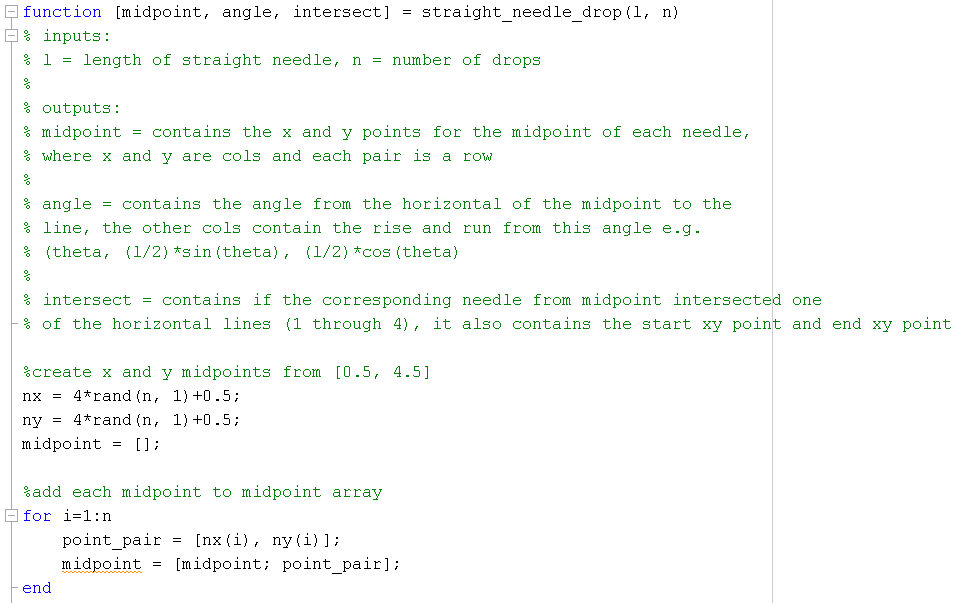 function [midpoint, angle, intersect] = straight_needle_drop(l, n)
% inputs:
% l = length of straight needle, n = number of drops
%
% outputs:
% midpoint = contains the x and y points for the midpoint of each needle,
% where x and y are cols and each pair is a row
%
% angle = contains the angle from the horizontal of the midpoint to the
% line, the other cols contain the rise and run from this angle e.g.
% (theta, (l/2)*sin(theta), (l/2)*cos(theta)
%
% intersect = contains if the corresponding needle from midpoint intersected one
% of the horizontal lines (1 through 4), it also contains the start xy point and end xy point
%create x and y midpoints from [0.5, 4.5]
nx = 4*rand(n, 1)+0.5;
ny = 4*rand(n, 1)+0.5;
midpoint = [];
%add each midpoint to midpoint array
for i=1:n
    point_pair = [nx(i), ny(i)];
    midpoint = [midpoint; point_pair];
end